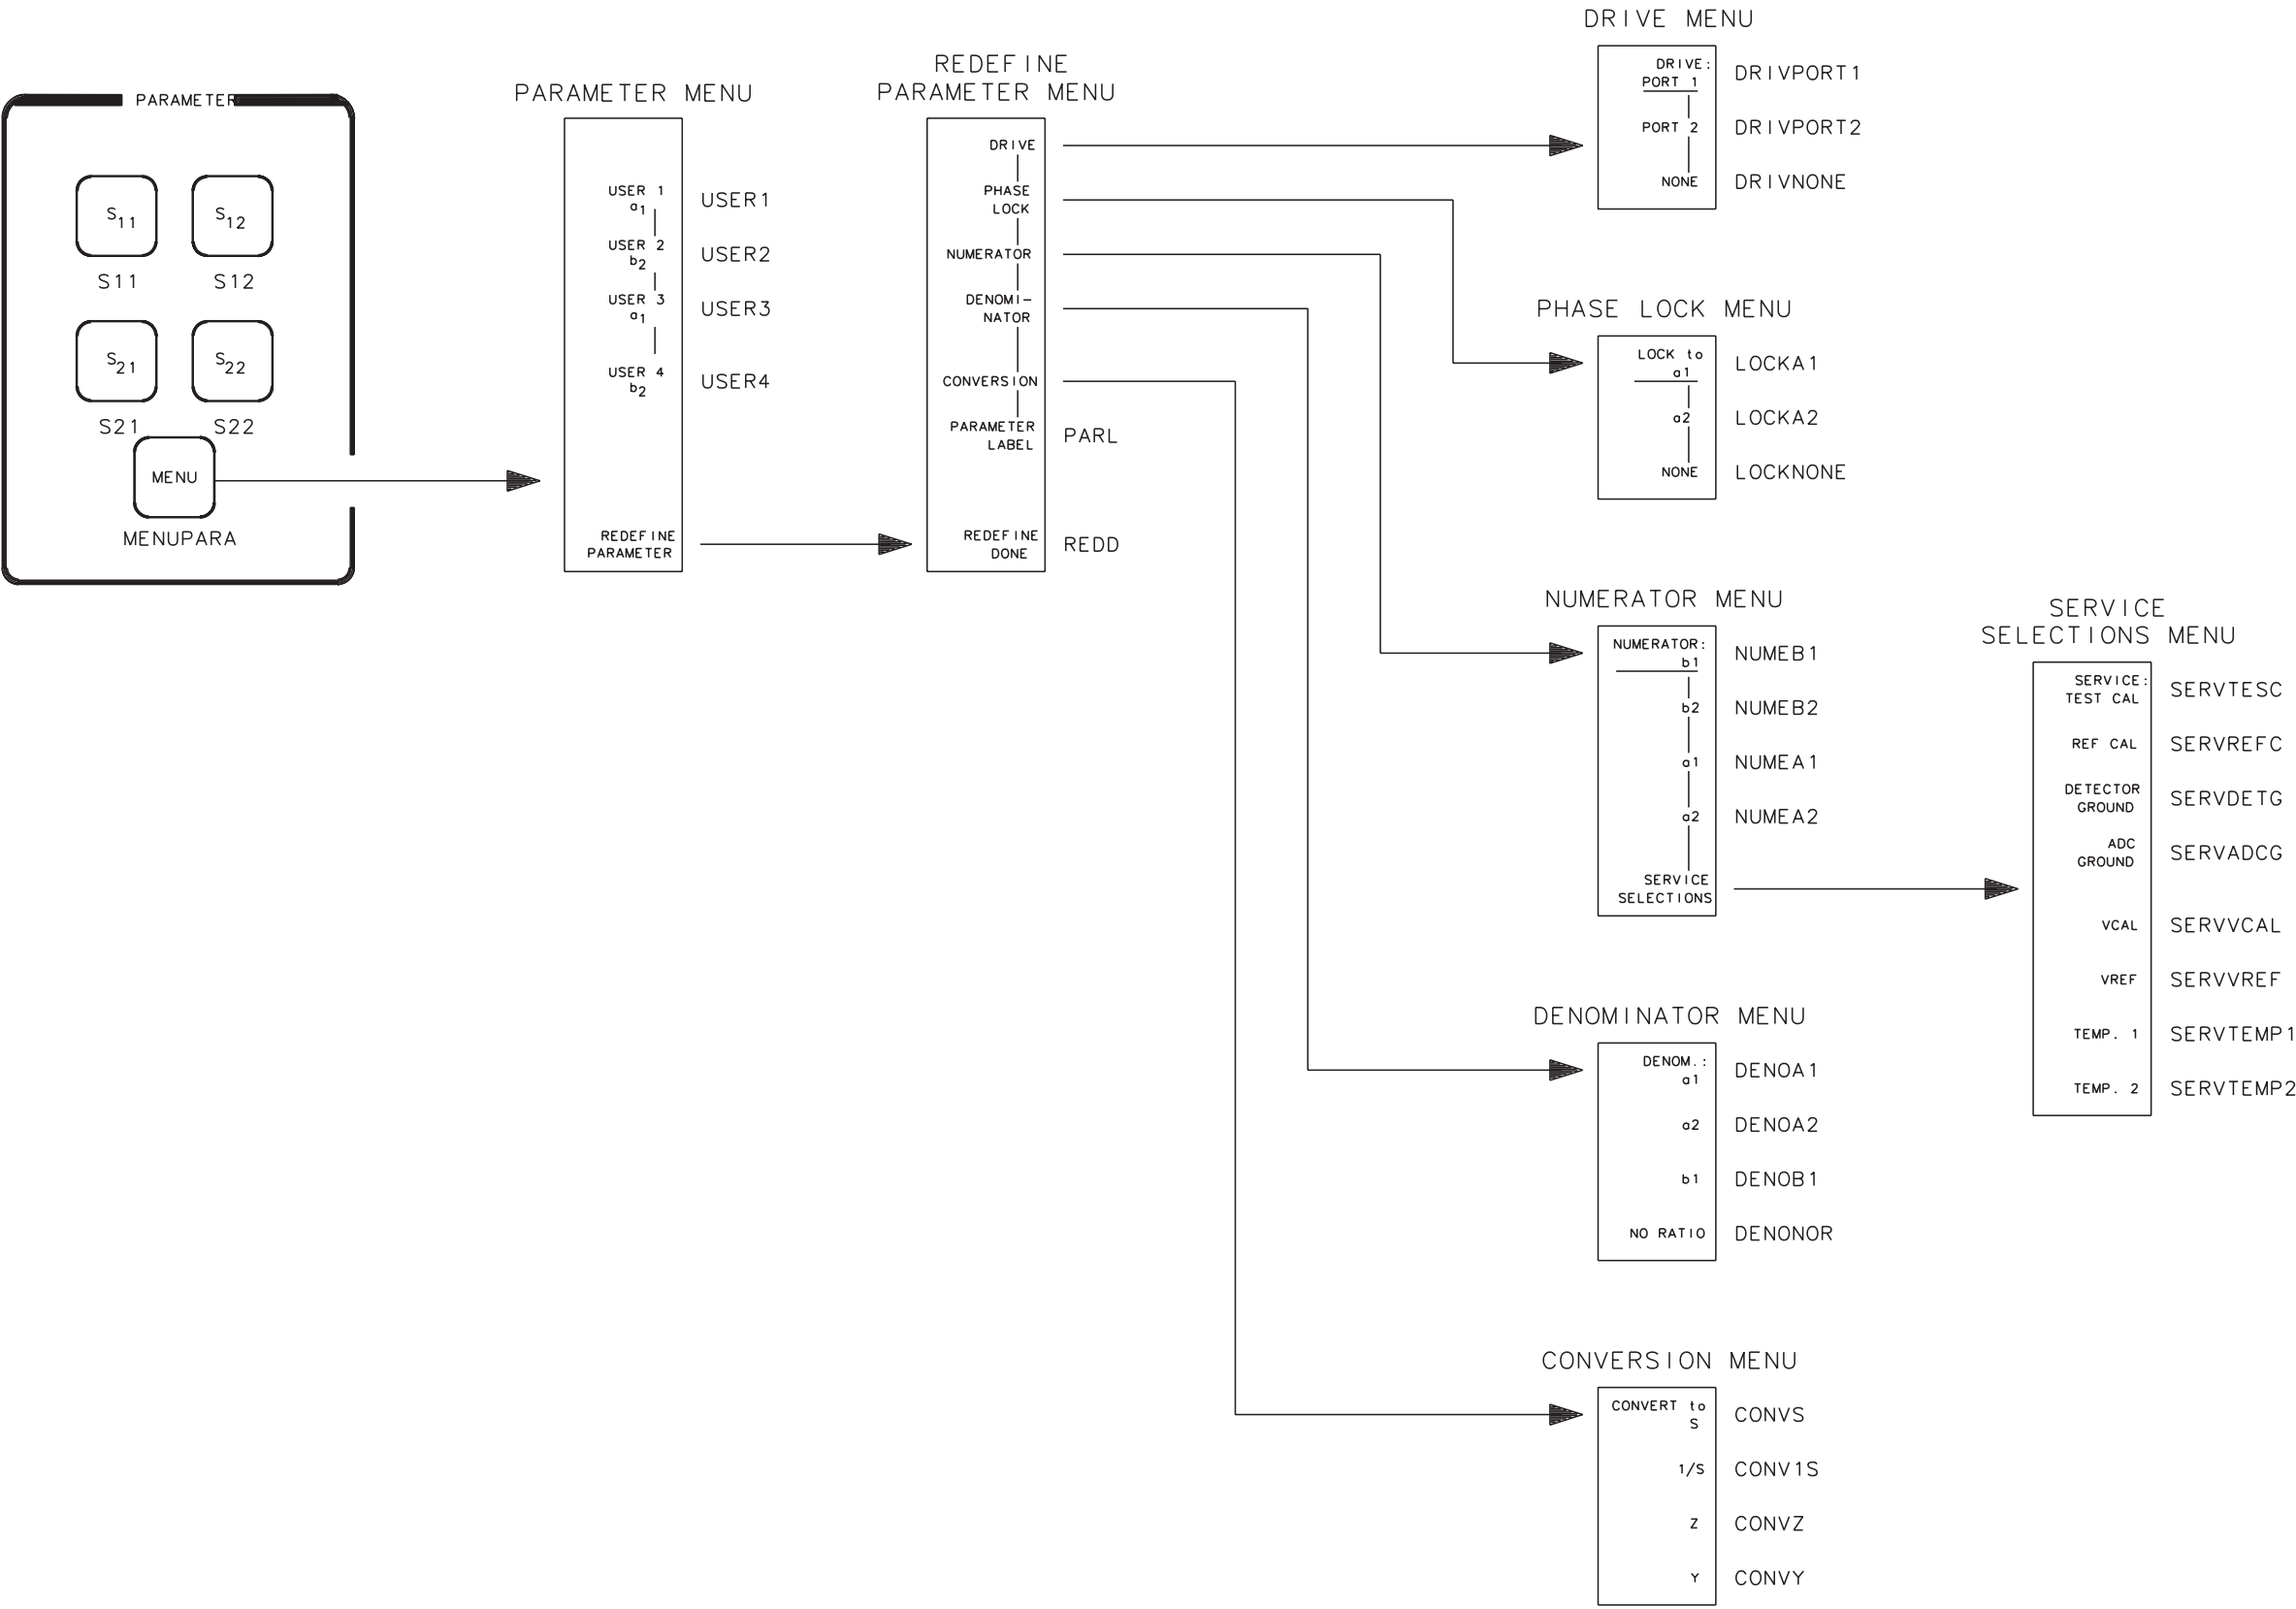 PARAMETER
S11
S12
S11
S12
S21
S22
S21
S22
MENU
MENUPARA
PARAMETER MENU
USER 1
a1
USER1
USER 2
b2
USER2
USER 3
a1
USER3
USER 4
b2
USER4
REDEFINE
PARAMETER
REDEFINE
PARAMETER MENU
DRIVE
PHASE
LOCK
NUMERATOR
DENOMI-
NATOR
CONVERSION
PARAMETER
LABEL
PARL
REDEFINE
DONE
REDD
DRIVE MENU
DRIVE:
PORT 1
DRIVPORT1
PORT 2
DRIVPORT2
NONE
DRIVNONE
PHASE LOCK MENU
LOCK to
a1
LOCKA1
a2
LOCKA2
NONE
LOCKNONE
NUMERATOR MENU
NUMERATOR:
b1
NUMEB1
b2
NUMEB2
a1
NUMEA1
a2
NUMEA2
SERVICE
SELECTIONS
SERVICE
SELECTIONS MENU
SERVICE:
TEST CAL
SERVTESC
REF CAL
SERVREFC
DETECTOR
GROUND
SERVDETG
ADC
GROUND
SERVADCG
VCAL
SERVVCAL
VREF
SERVVREF
TEMP. 1
SERVTEMP1
TEMP. 2
SERVTEMP2
DENOMINATOR MENU
DENOM.:
a1
DENOA1
a2
DENOA2
b1
DENOB1
NO RATIO
DENONOR
CONVERSION MENU
CONVERT to
S
CONVS
1/S
CONV1S
Z
CONVZ
Y
CONVY